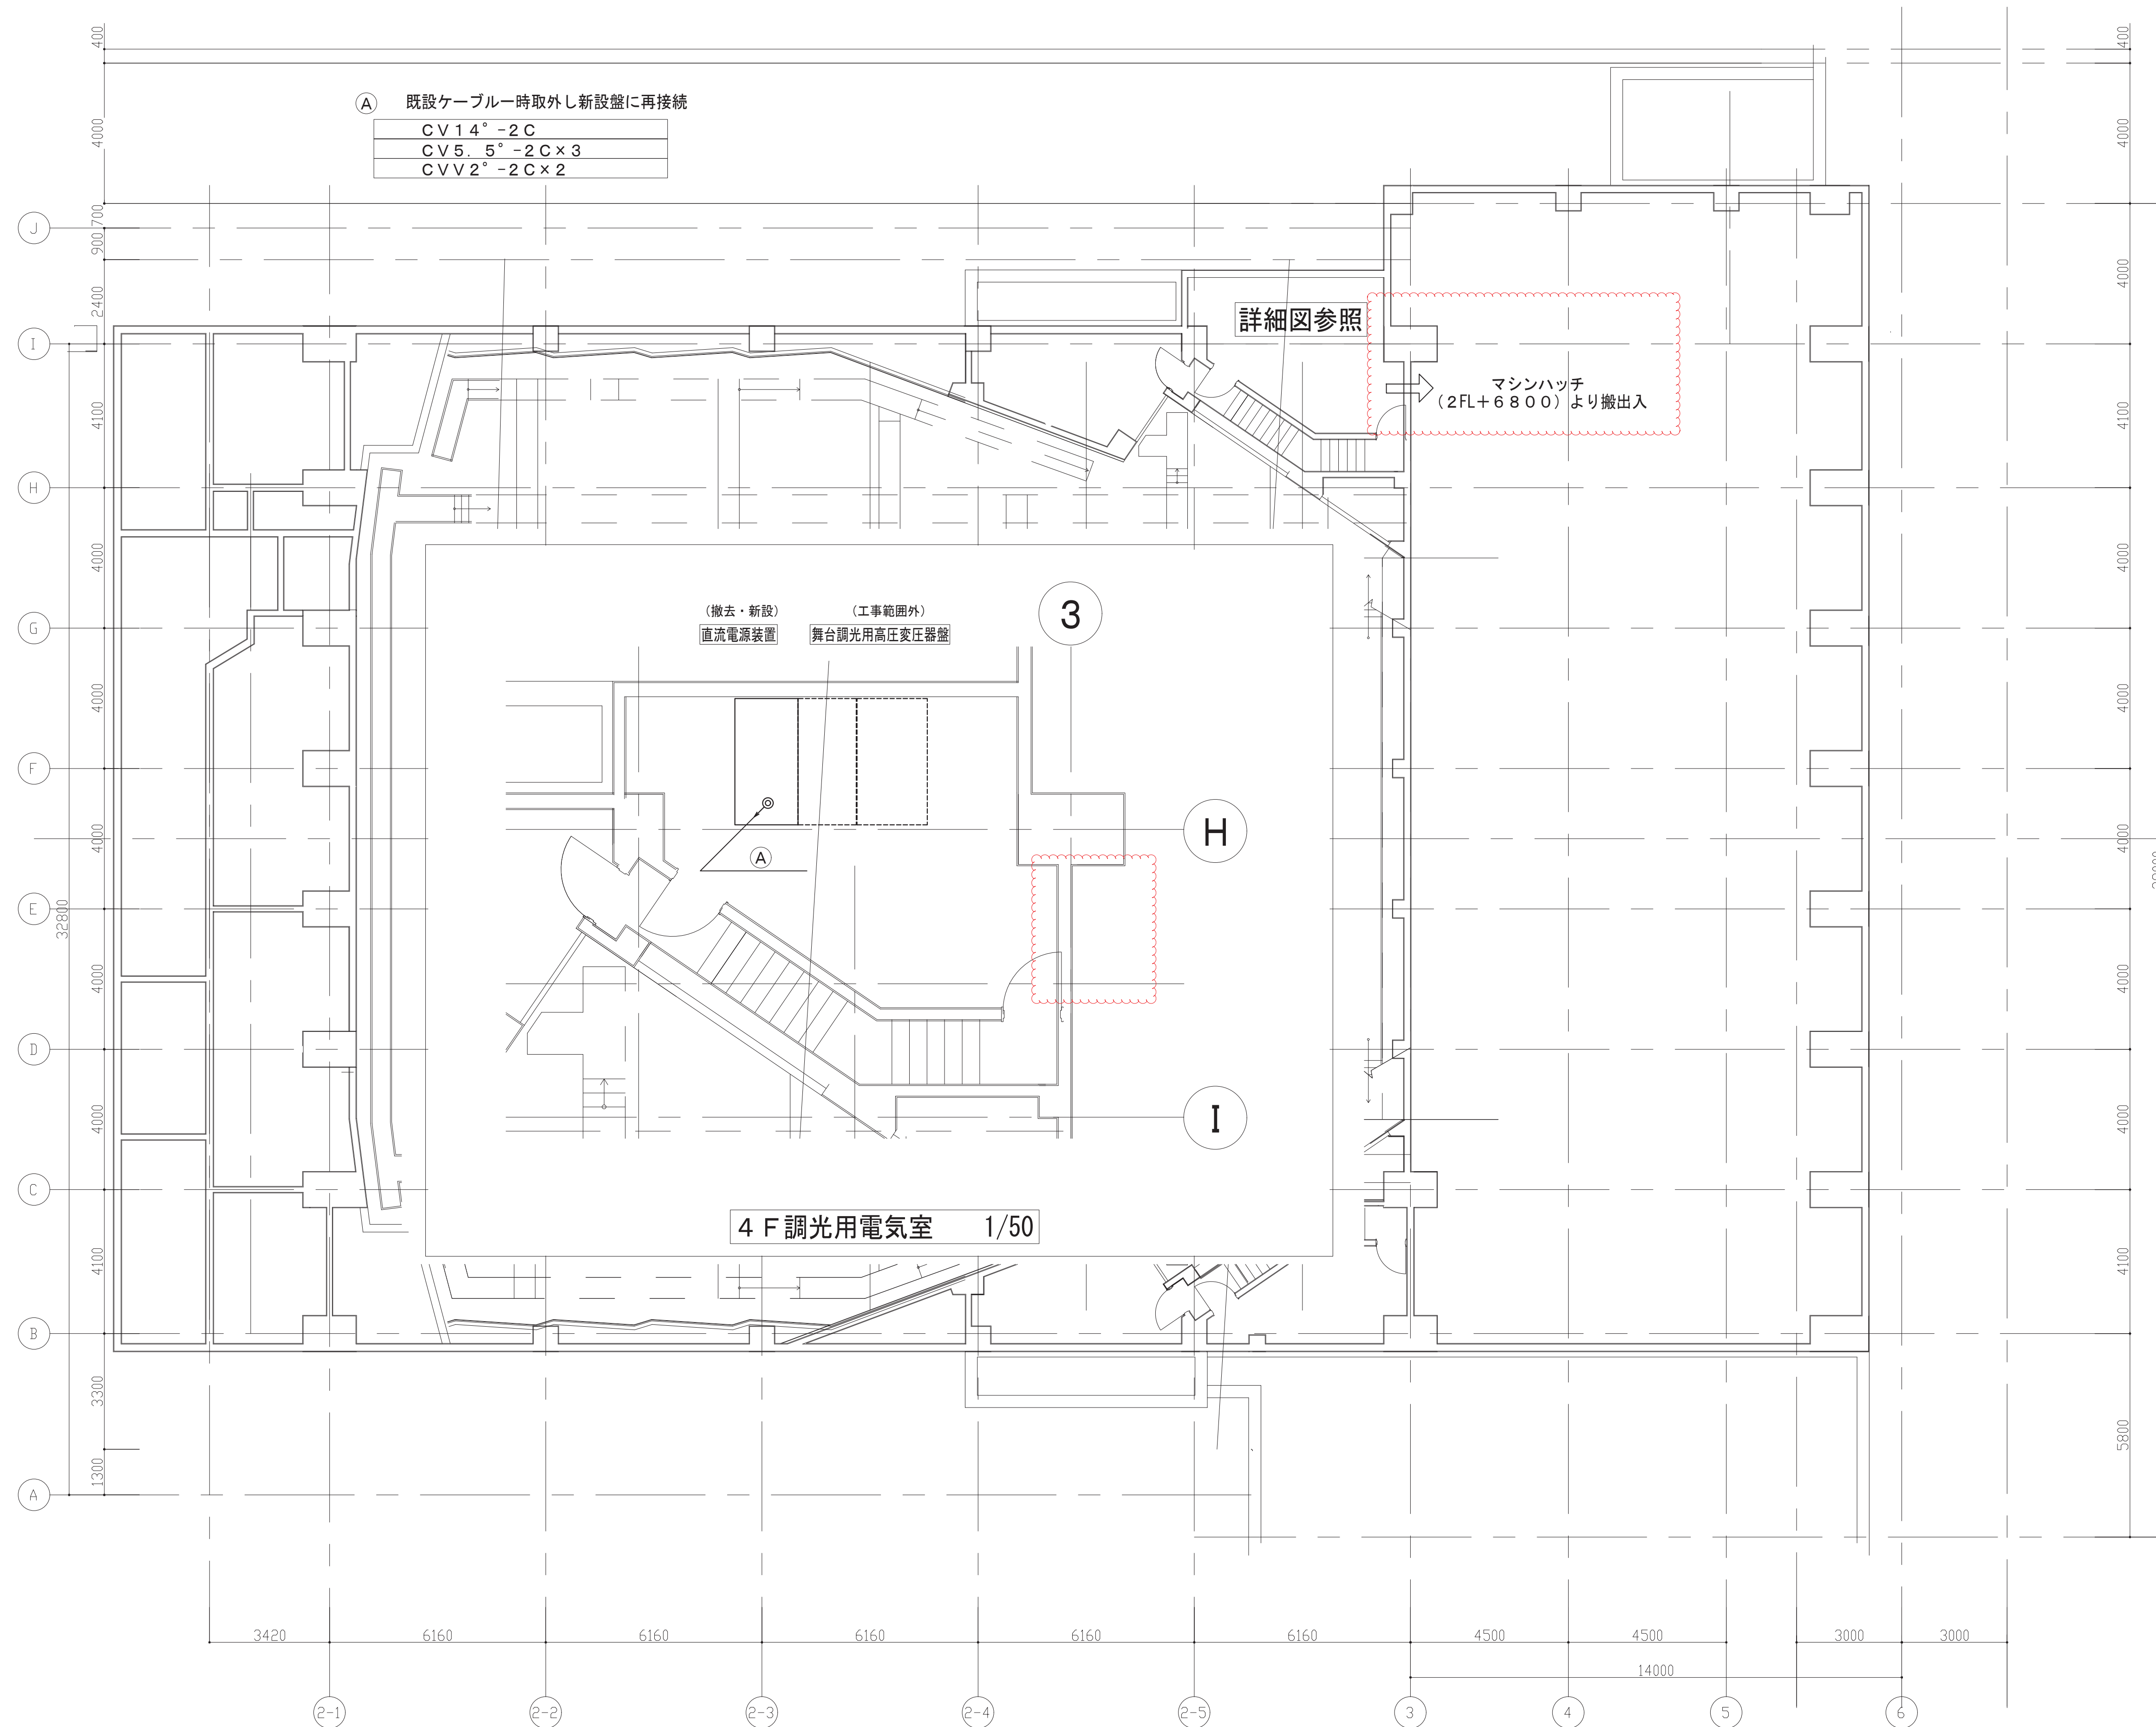 Ⓐ 既設ケーブル一時取外し新設盤に再接続
CV14°-2C
CV5.5°-2C×3
CVV2°-2C×2
詳細図参照
マシンハッチ
(2FL+6800)より搬出入
(撤去・新設)
直流電源装置
(工事範囲外)
舞台調光用高圧変圧器盤
3
H
I
A
4F調光用電気室 1/50
J
I
H
G
F
E
D
C
B
A
400
4000
700
900
2400
4100
4000
4000
4000
4000
4000
4000
4100
3300
1300
32800
400
4000
4000
4100
4000
4000
4000
4000
4000
4100
5800
3420
6160
6160
6160
6160
6160
4500
4500
3000
3000
14000
2-1
2-2
2-3
2-4
2-5
3
4
5
6